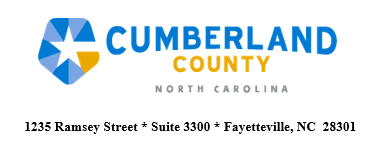 CUMBERLAND
COUNTY
NORTH CAROLINA
1235 Ramsey Street * Suite 3300 * Fayetteville, NC 28301